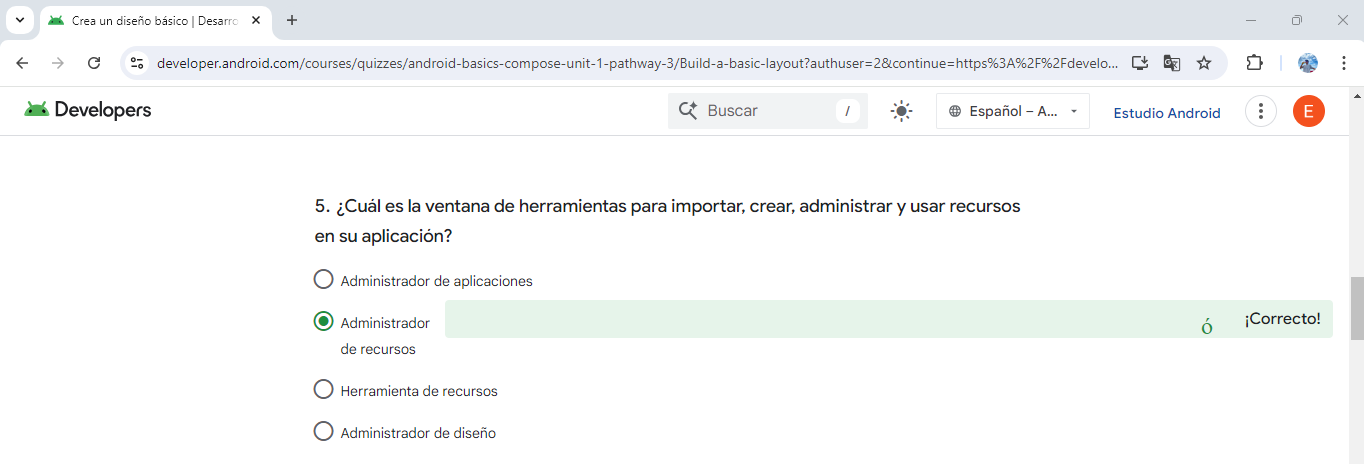 Crea un diseño básico | Desarro
developer.android.com/courses/quizzes/android-basics-compose-unit-1-pathway-3/Build-a-basic-layout?authuser=2&continue=https%3A%2F%2Fdevelo...
Developers
Buscar
/
Español – A...
Estudio Android
E
5. ¿Cuál es la ventana de herramientas para importar, crear, administrar y usar recursos
en su aplicación?
Administrador de aplicaciones
Administrador
de recursos
ó
¡Correcto!
Herramienta de recursos
Administrador de diseño